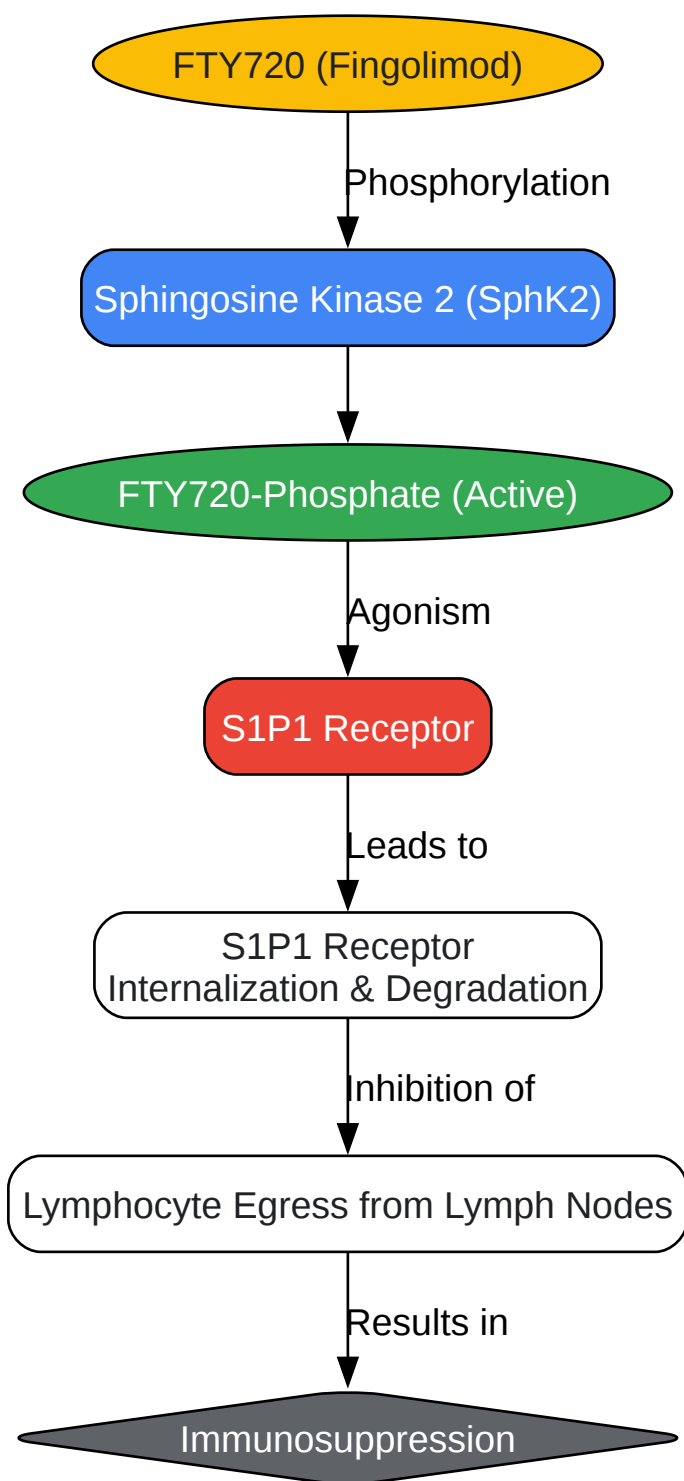 FTY720 (Fingolimod)
Phosphorylation
Sphingosine Kinase 2 (SphK2)
FTY720-Phosphate (Active)
Agonism
S1P1 Receptor
Leads to
S1P1 Receptor
Internalization & Degradation
Inhibition of
Lymphocyte Egress from Lymph Nodes
Results in
Immunosuppression